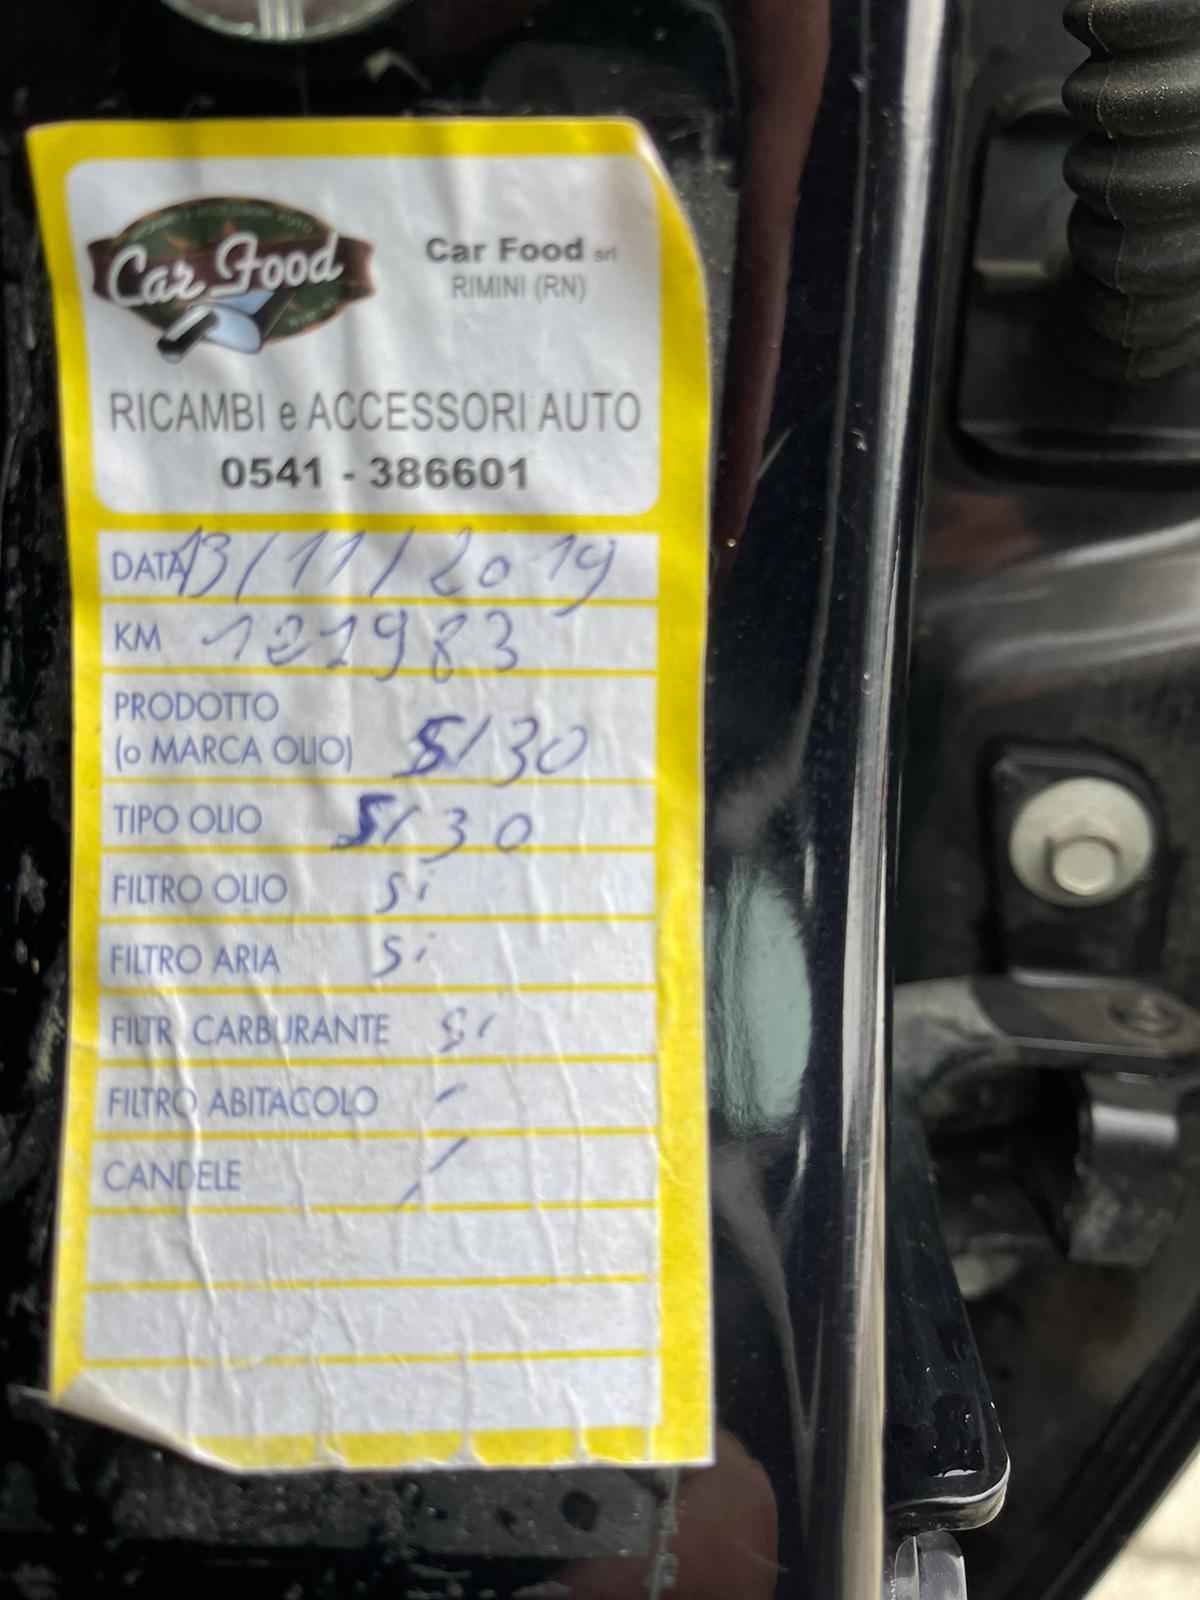 Car Food
Car Food srl
RIMINI (RN)
RICAMBI e ACCESSORI AUTO
0541 - 386601
DATA 13/11/2019
KM 121983
PRODOTTO
(o MARCA OLIO) 5/30
TIPO OLIO 5/30
FILTRO OLIO Si
FILTRO ARIA Si
FILTR CARBURANTE Si
FILTRO ABITACOLO /
CANDELE /